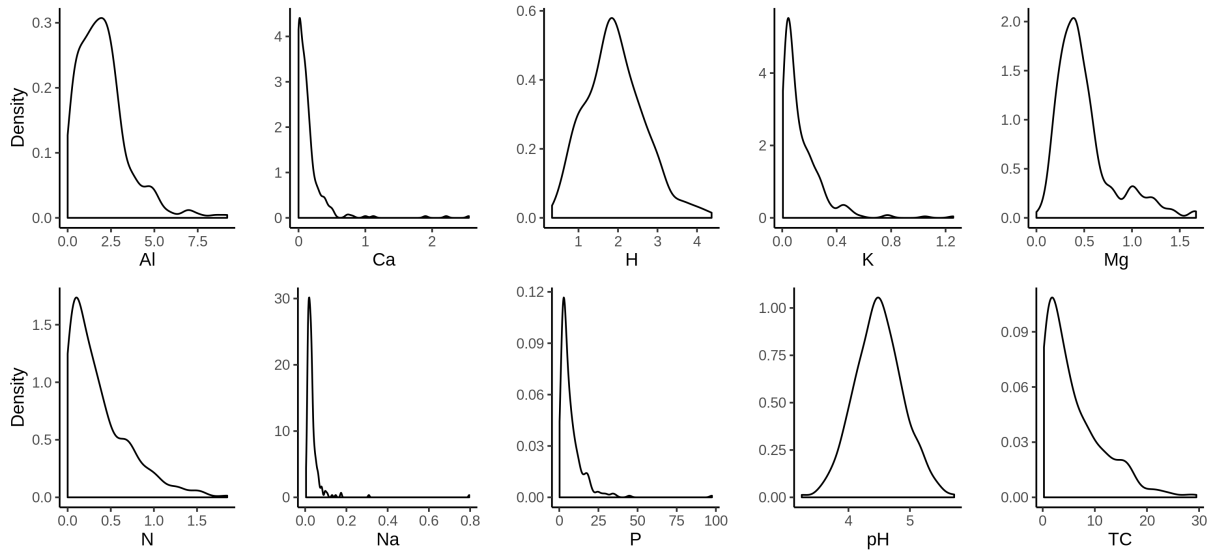 Density
0.3
0.2
0.1
0.0
0.0 2.5 5.0 7.5
Al
4
3
2
1
0
0 1 2
Ca
0.6
0.4
0.2
0.0
1 2 3 4
H
4
2
0
0.0 0.4 0.8 1.2
K
2.0
1.5
1.0
0.5
0.0
0.0 0.5 1.0 1.5
Mg
Density
1.5
1.0
0.5
0.0
0.0 0.5 1.0 1.5
N
30
20
10
0
0.0 0.2 0.4 0.6 0.8
Na
0.12
0.09
0.06
0.03
0.00
0 25 50 75 100
P
1.00
0.75
0.50
0.25
0.00
4 5
pH
0.09
0.06
0.03
0.00
0 10 20 30
TC